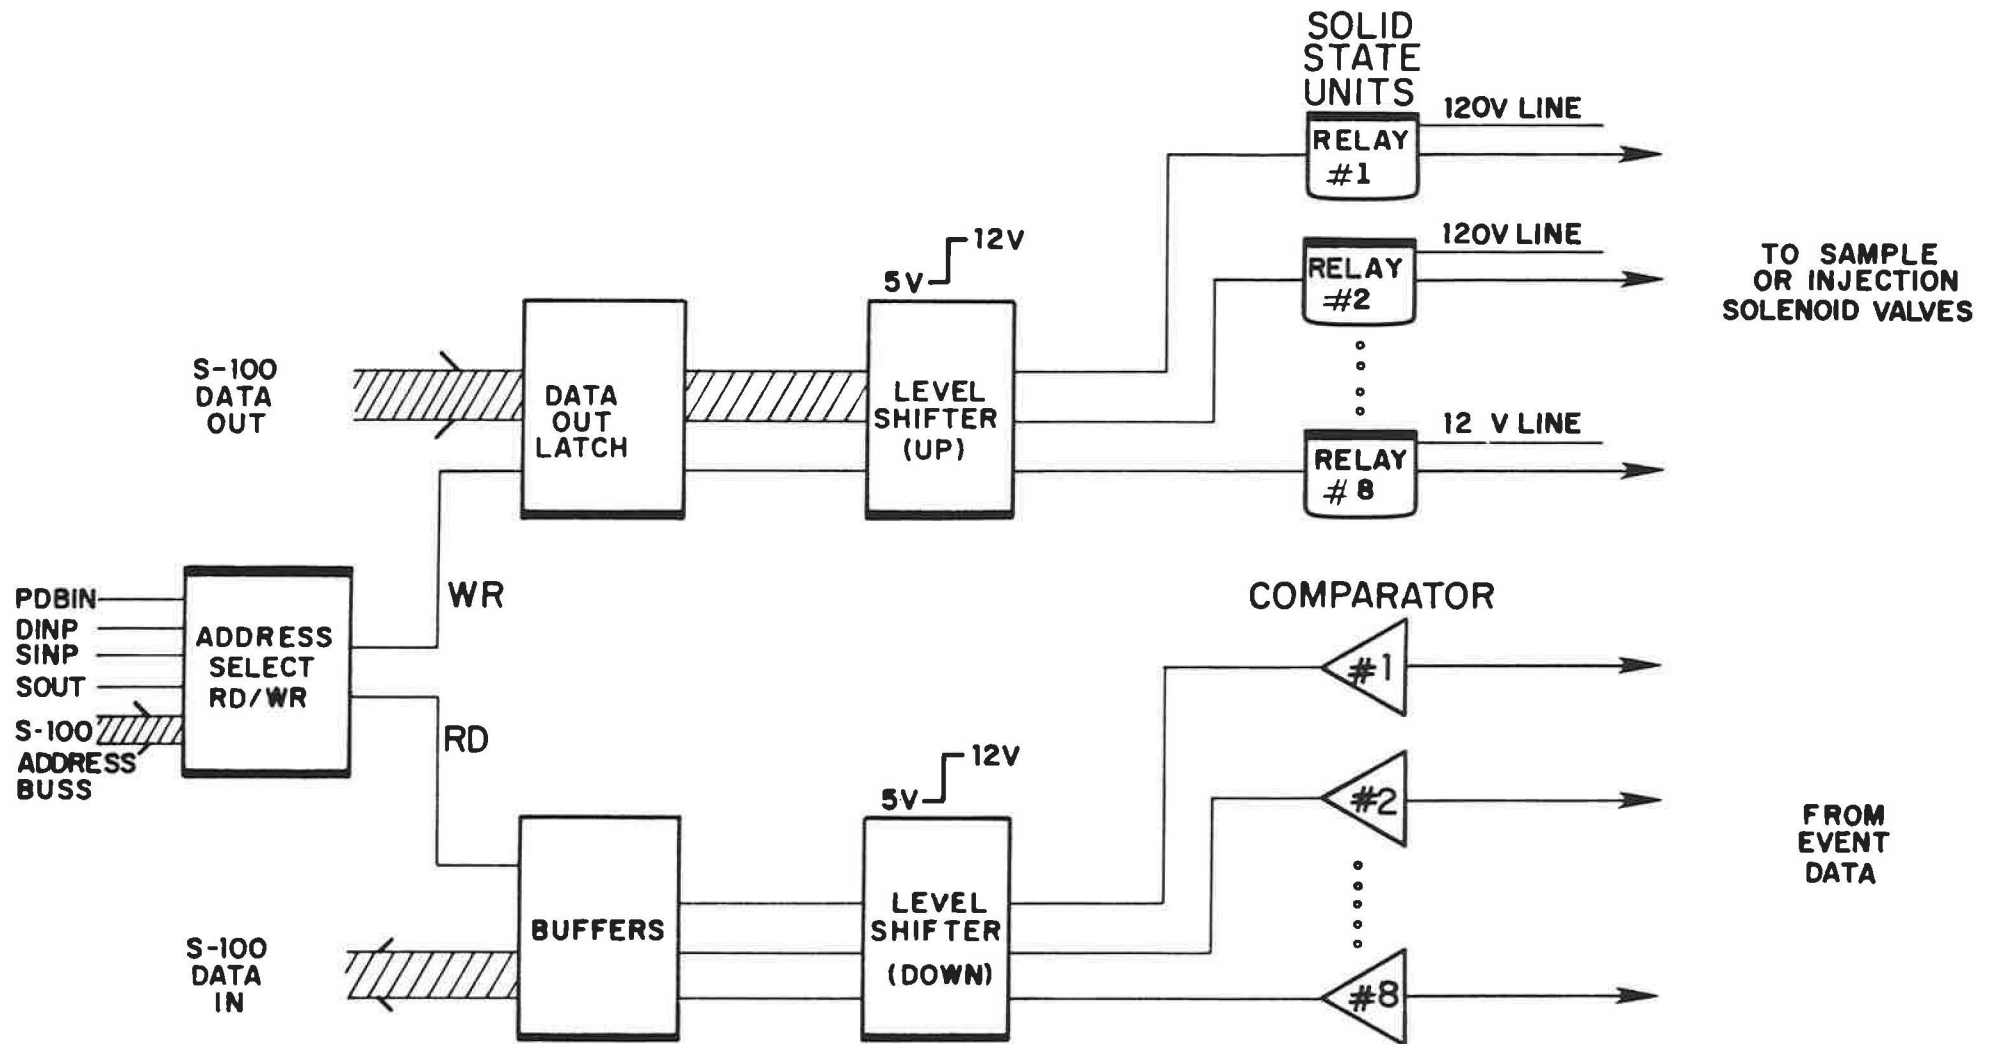 SOLID
STATE
UNITS
120V LINE
RELAY
#1
120V LINE
RELAY
#2
12 V LINE
RELAY
#8
TO SAMPLE
OR INJECTION
SOLENOID VALVES
12V
5V
S-100
DATA
OUT
DATA
OUT
LATCH
LEVEL
SHIFTER
(UP)
PDBIN
DINP
SINP
SOUT
S-100
ADDRESS
BUSS
ADDRESS
SELECT
RD/WR
WR
RD
COMPARATOR
#1
#2
#8
FROM
EVENT
DATA
12V
5V
BUFFERS
LEVEL
SHIFTER
(DOWN)
S-100
DATA
IN